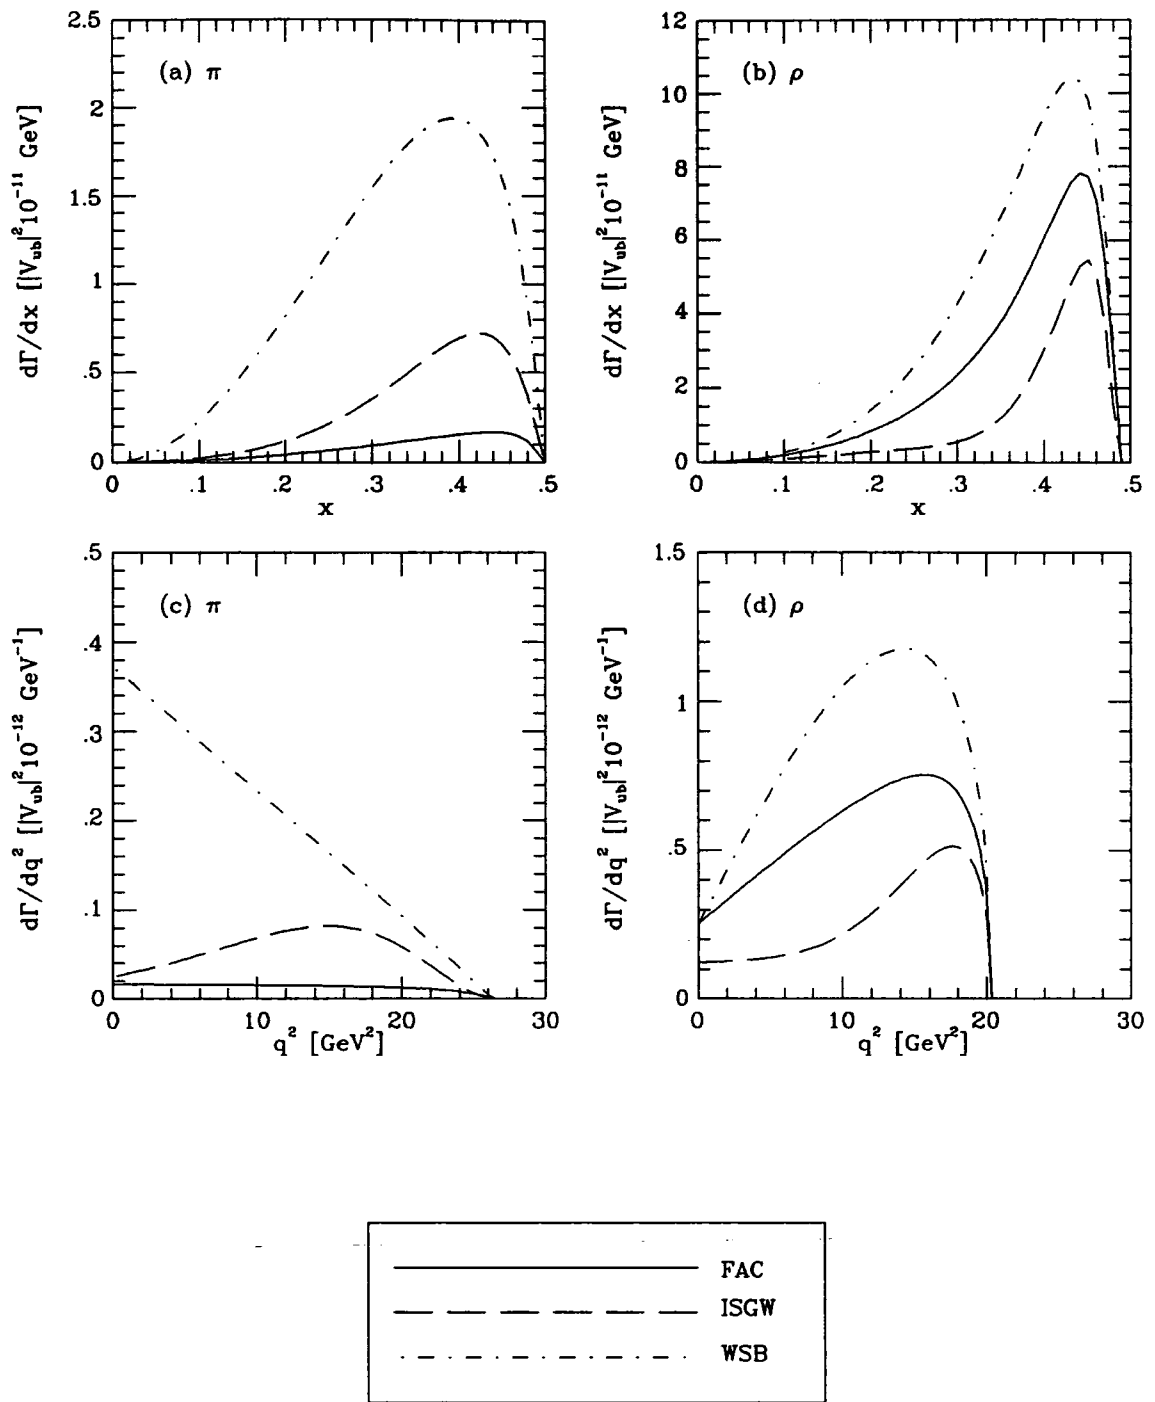 2.5
2
1.5
1
.5
0
(a) π
dΓ/dx [|V_ub|²10⁻¹¹ GeV]
0 .1 .2 .3 .4 .5
x
12
10
8
6
4
2
0
(b) ρ
dΓ/dx [|V_ub|²10⁻¹¹ GeV]
0 .1 .2 .3 .4 .5
x
.5
.4
.3
.2
.1
0
(c) π
dΓ/dq² [|V_ub|²10⁻¹² GeV⁻¹]
0 10 20 30
q² [GeV²]
1.5
1
.5
0
(d) ρ
dΓ/dq² [|V_ub|²10⁻¹² GeV⁻¹]
0 10 20 30
q² [GeV²]
FAC
ISGW
WSB